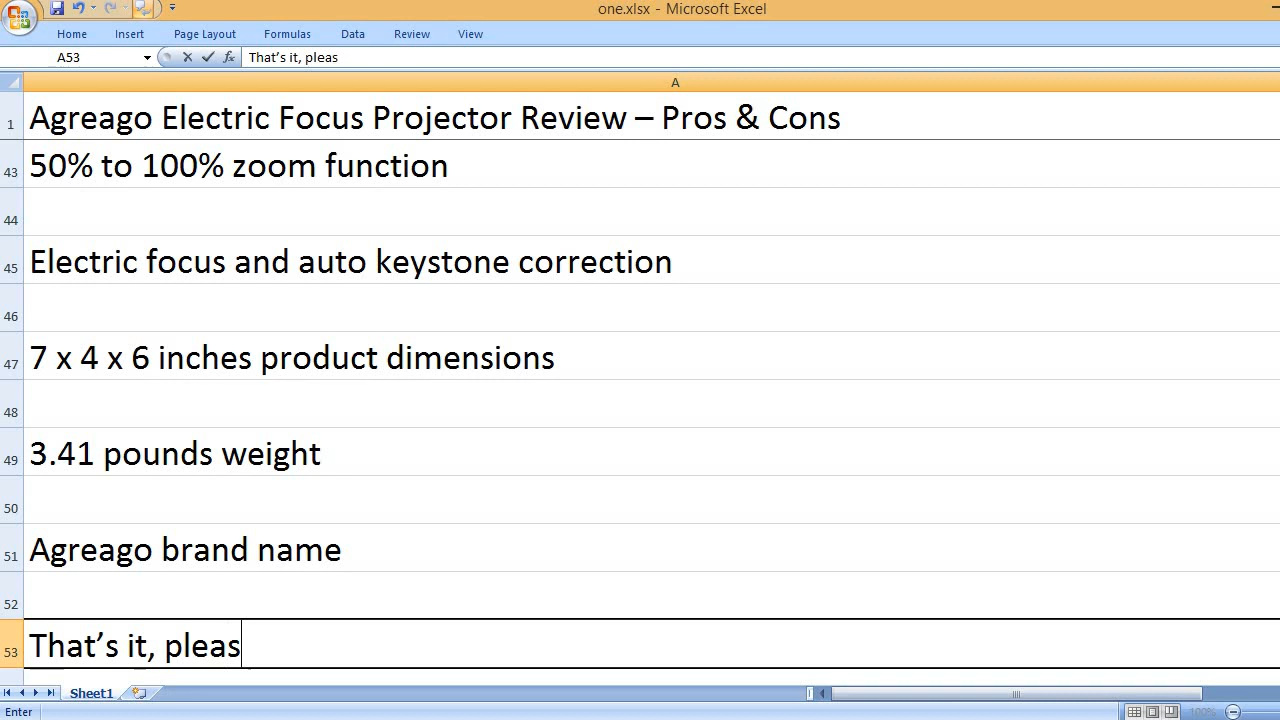 one.xlsx - Microsoft Excel
Home Insert Page Layout Formulas Data Review View
A53 fx That’s it, pleas
A
1 Agreago Electric Focus Projector Review – Pros & Cons
43 50% to 100% zoom function
44
45 Electric focus and auto keystone correction
46
47 7 x 4 x 6 inches product dimensions
48
49 3.41 pounds weight
50
51 Agreago brand name
52
53 That’s it, pleas
Sheet1
Enter 100%